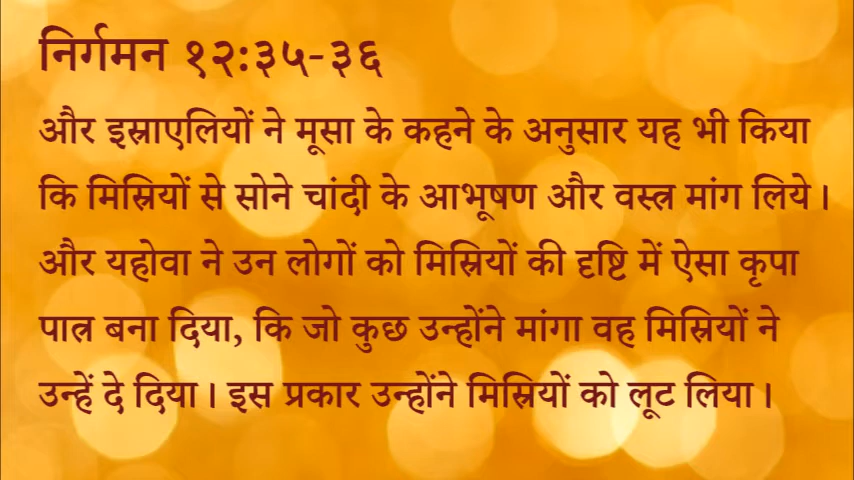 निर्गमन १२:३५-३६
और इस्राएलियों ने मूसा के कहने के अनुसार यह भी किया
कि मिस्रियों से सोने चांदी के आभूषण और वस्त्र मांग लिये।
और यहोवा ने उन लोगों को मिस्रियों की दृष्टि में ऐसा कृपा
पात्र बना दिया, कि जो कुछ उन्होंने मांगा वह मिस्रियों ने
उन्हें दे दिया। इस प्रकार उन्होंने मिस्रियों को लूट लिया।